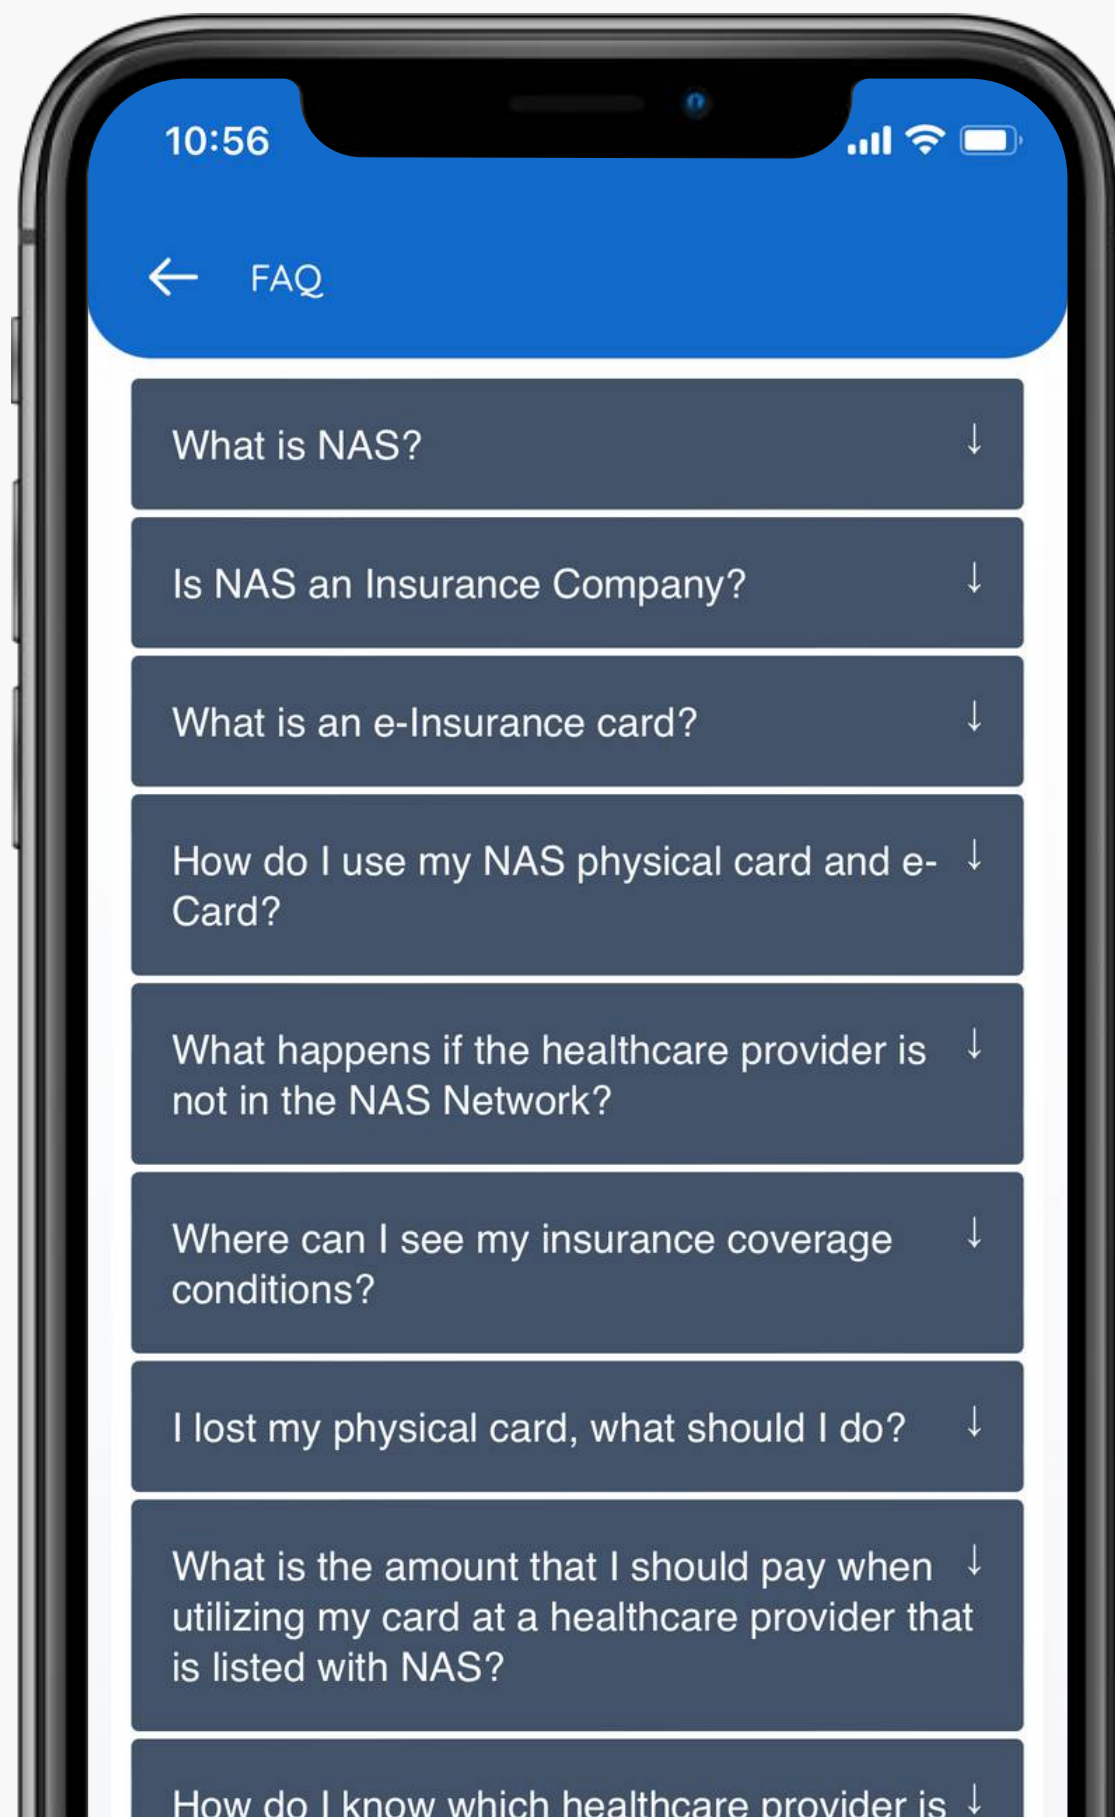 10:56
FAQ
What is NAS?
Is NAS an Insurance Company?
What is an e-Insurance card?
How do I use my NAS physical card and e-
Card?
What happens if the healthcare provider is
not in the NAS Network?
Where can I see my insurance coverage
conditions?
I lost my physical card, what should I do?
What is the amount that I should pay when
utilizing my card at a healthcare provider that
is listed with NAS?
How do I know which healthcare provider is